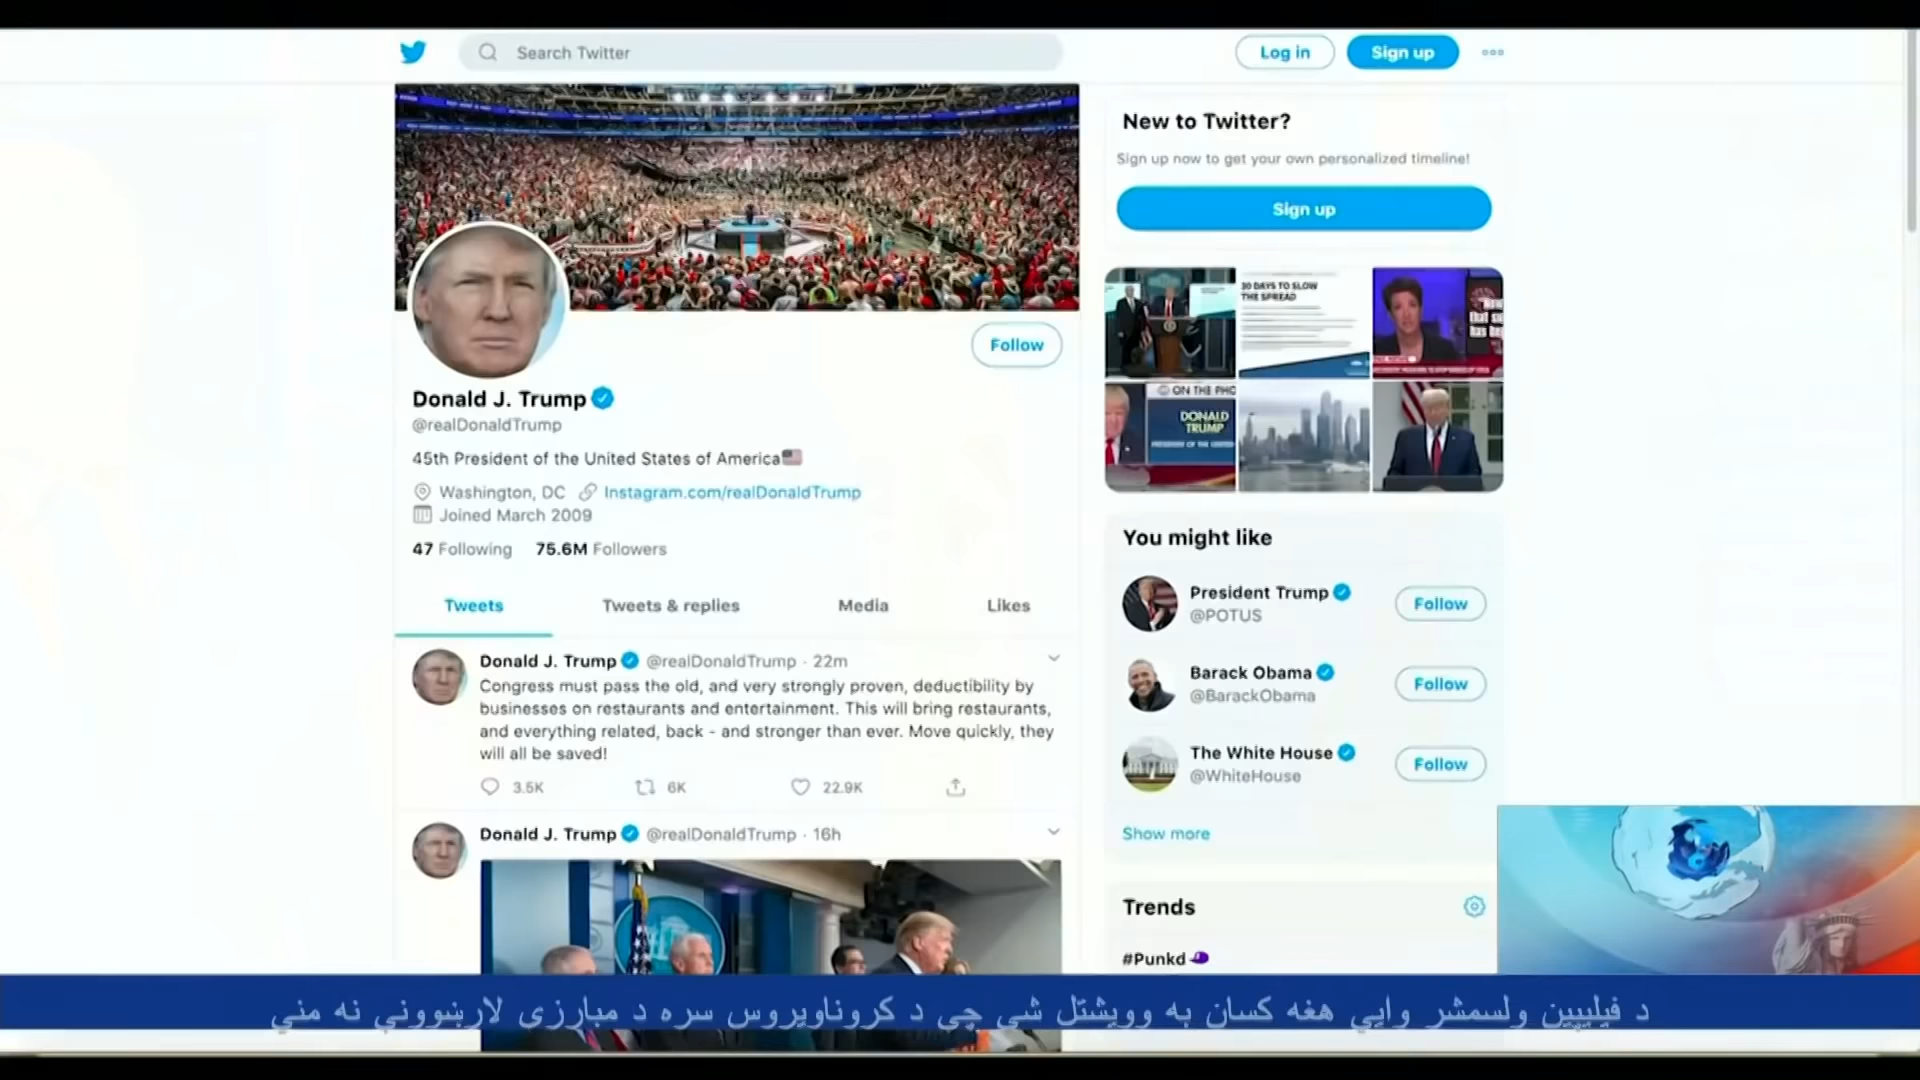 Search Twitter
Log in
Sign up
New to Twitter?
Sign up now to get your own personalized timeline!
Sign up
30 DAYS TO SLOW
THE SPREAD
ON THE PHO
DONALD
TRUMP
Follow
Donald J. Trump
@realDonaldTrump
45th President of the United States of America
Washington, DC Instagram.com/realDonaldTrump
Joined March 2009
47 Following 75.6M Followers
Tweets Tweets & replies Media Likes
Donald J. Trump @realDonaldTrump · 22m
Congress must pass the old, and very strongly proven, deductibility by
businesses on restaurants and entertainment. This will bring restaurants,
and everything related, back - and stronger than ever. Move quickly, they
will all be saved!
3.5K 6K 22.9K
Donald J. Trump @realDonaldTrump · 16h
You might like
President Trump
@POTUS
Follow
Barack Obama
@BarackObama
Follow
The White House
@WhiteHouse
Follow
Show more
Trends
#Punkd
د فیلیپین ولسمشر وایي هغه کسان به وویشتل شي چې د کروناویروس سره د مبارزې لارښوونې نه مني